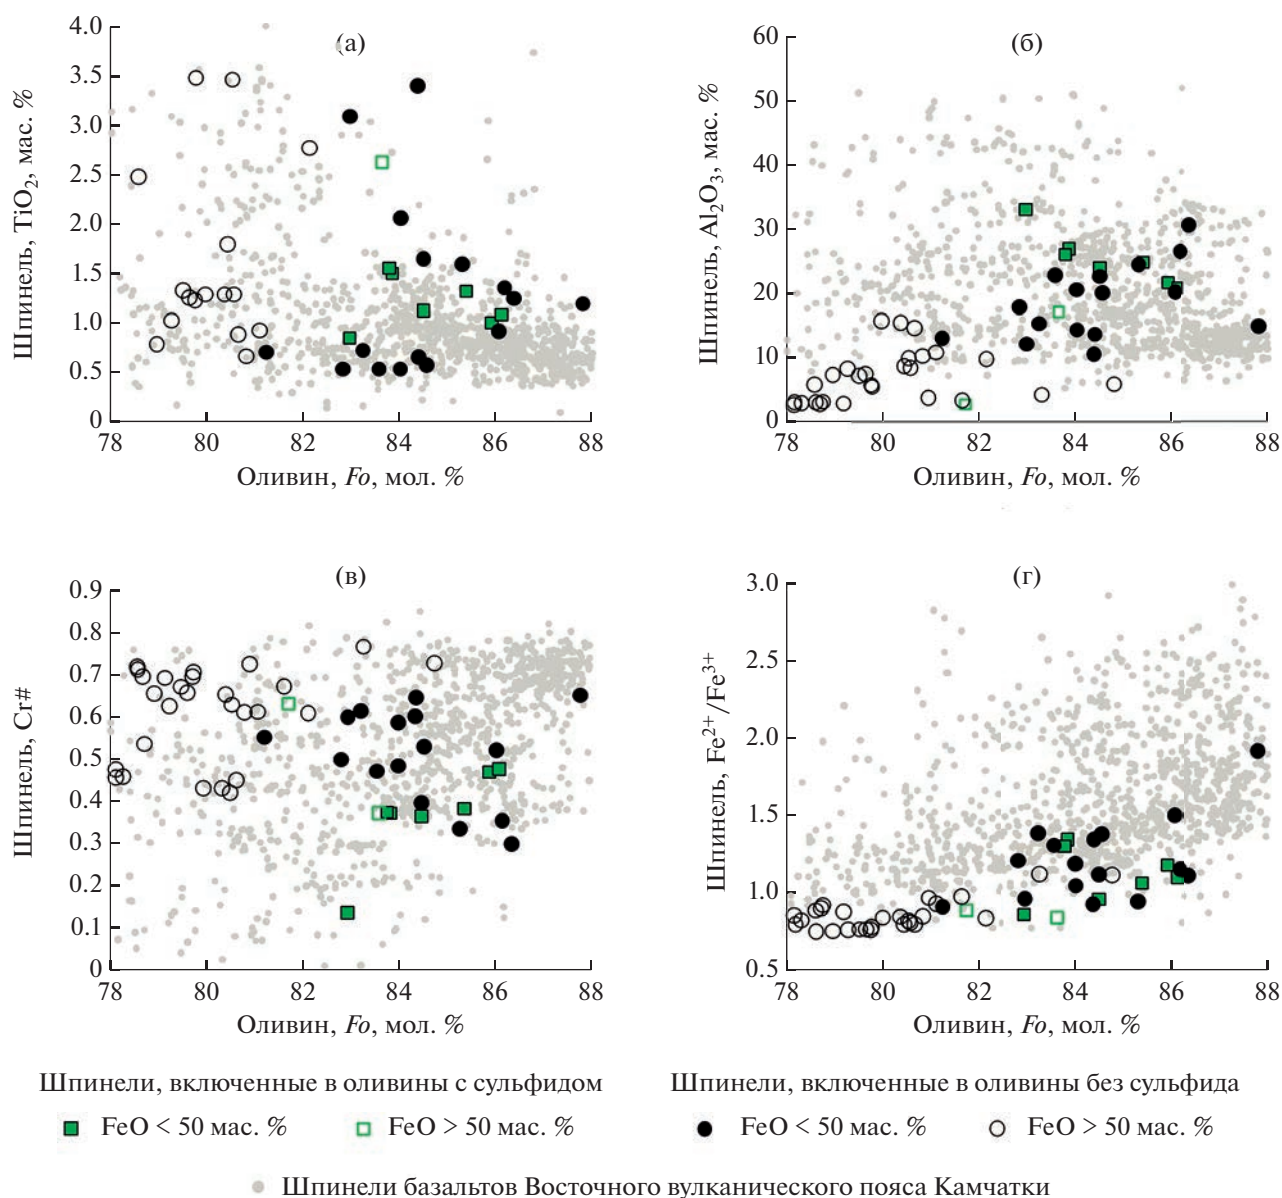 (а)
Шпинель, TiO2, мас. %
4.0
3.5
3.0
2.5
2.0
1.5
1.0
0.5
0
78 80 82 84 86 88
Оливин, Fo, мол. %
(б)
Шпинель, Al2O3, мас. %
60
50
40
30
20
10
0
78 80 82 84 86 88
Оливин, Fo, мол. %
(в)
Шпинель, Cr#
0.9
0.8
0.7
0.6
0.5
0.4
0.3
0.2
0.1
0
78 80 82 84 86 88
Оливин, Fo, мол. %
(г)
Шпинель, Fe2+/Fe3+
3.0
2.5
2.0
1.5
1.0
0.5
78 80 82 84 86 88
Оливин, Fo, мол. %
Шпинели, включенные в оливины с сульфидом
FeO < 50 мас. % FeO > 50 мас. %
Шпинели, включенные в оливины без сульфида
FeO < 50 мас. % FeO > 50 мас. %
Шпинели базальтов Восточного вулканического пояса Камчатки